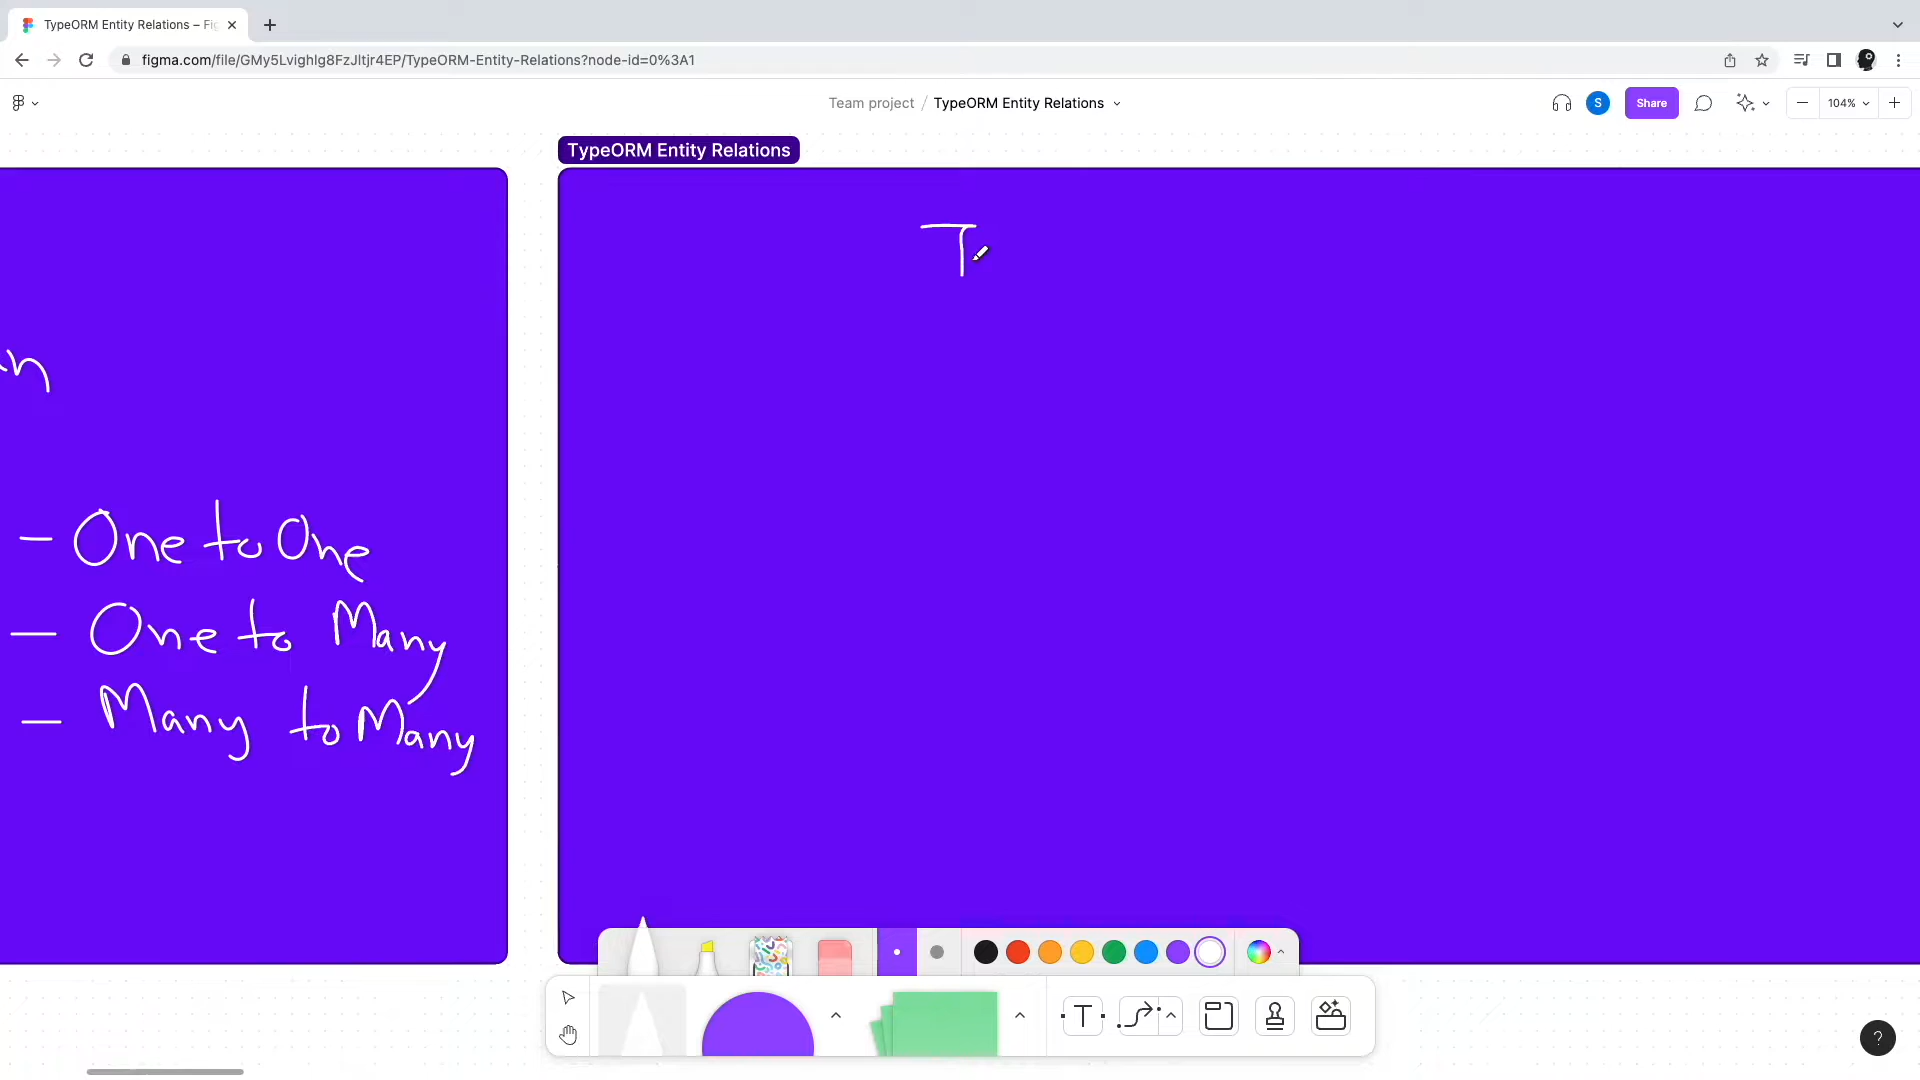 TypeORM Entity Relations – Fig
figma.com/file/GMy5Lvighlg8FzJltjr4EP/TypeORM-Entity-Relations?node-id=0%3A1
Team project / TypeORM Entity Relations
S
Share
104%
TypeORM Entity Relations
T
n
— One to One
— One to Many
— Many to Many
T
?